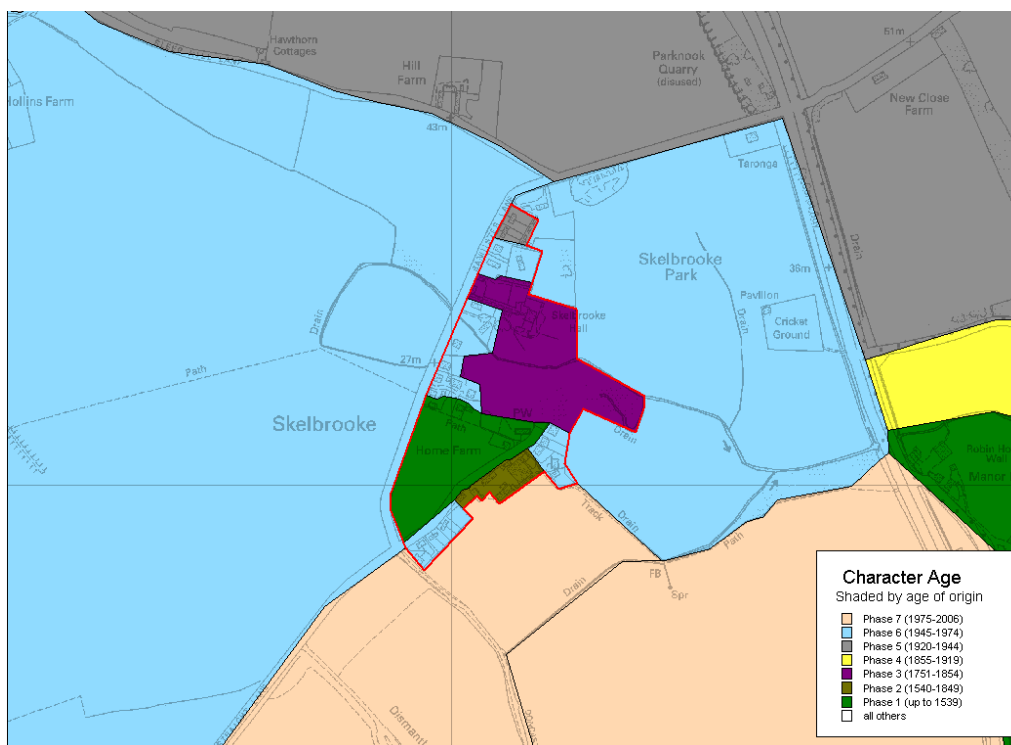 Hawthorn
Cottages
Hill
Farm
Parknook
Quarry
(disused)
51m
New Close
Farm
Hollins Farm
43m
Taronga
Drain
Skelbrooke
Park
36m
Pavilion
Cricket
Ground
Drain
Drain
27m
Path
Skelbrooke
PW
Path
Home Farm
Drain
Track
Drain
Path
FB
Spr
Drain
Character Age
Shaded by age of origin
Phase 7 (1975-2006)
Phase 6 (1945-1974)
Phase 5 (1920-1944)
Phase 4 (1855-1919)
Phase 3 (1751-1854)
Phase 2 (1540-1849)
Phase 1 (up to 1539)
all others